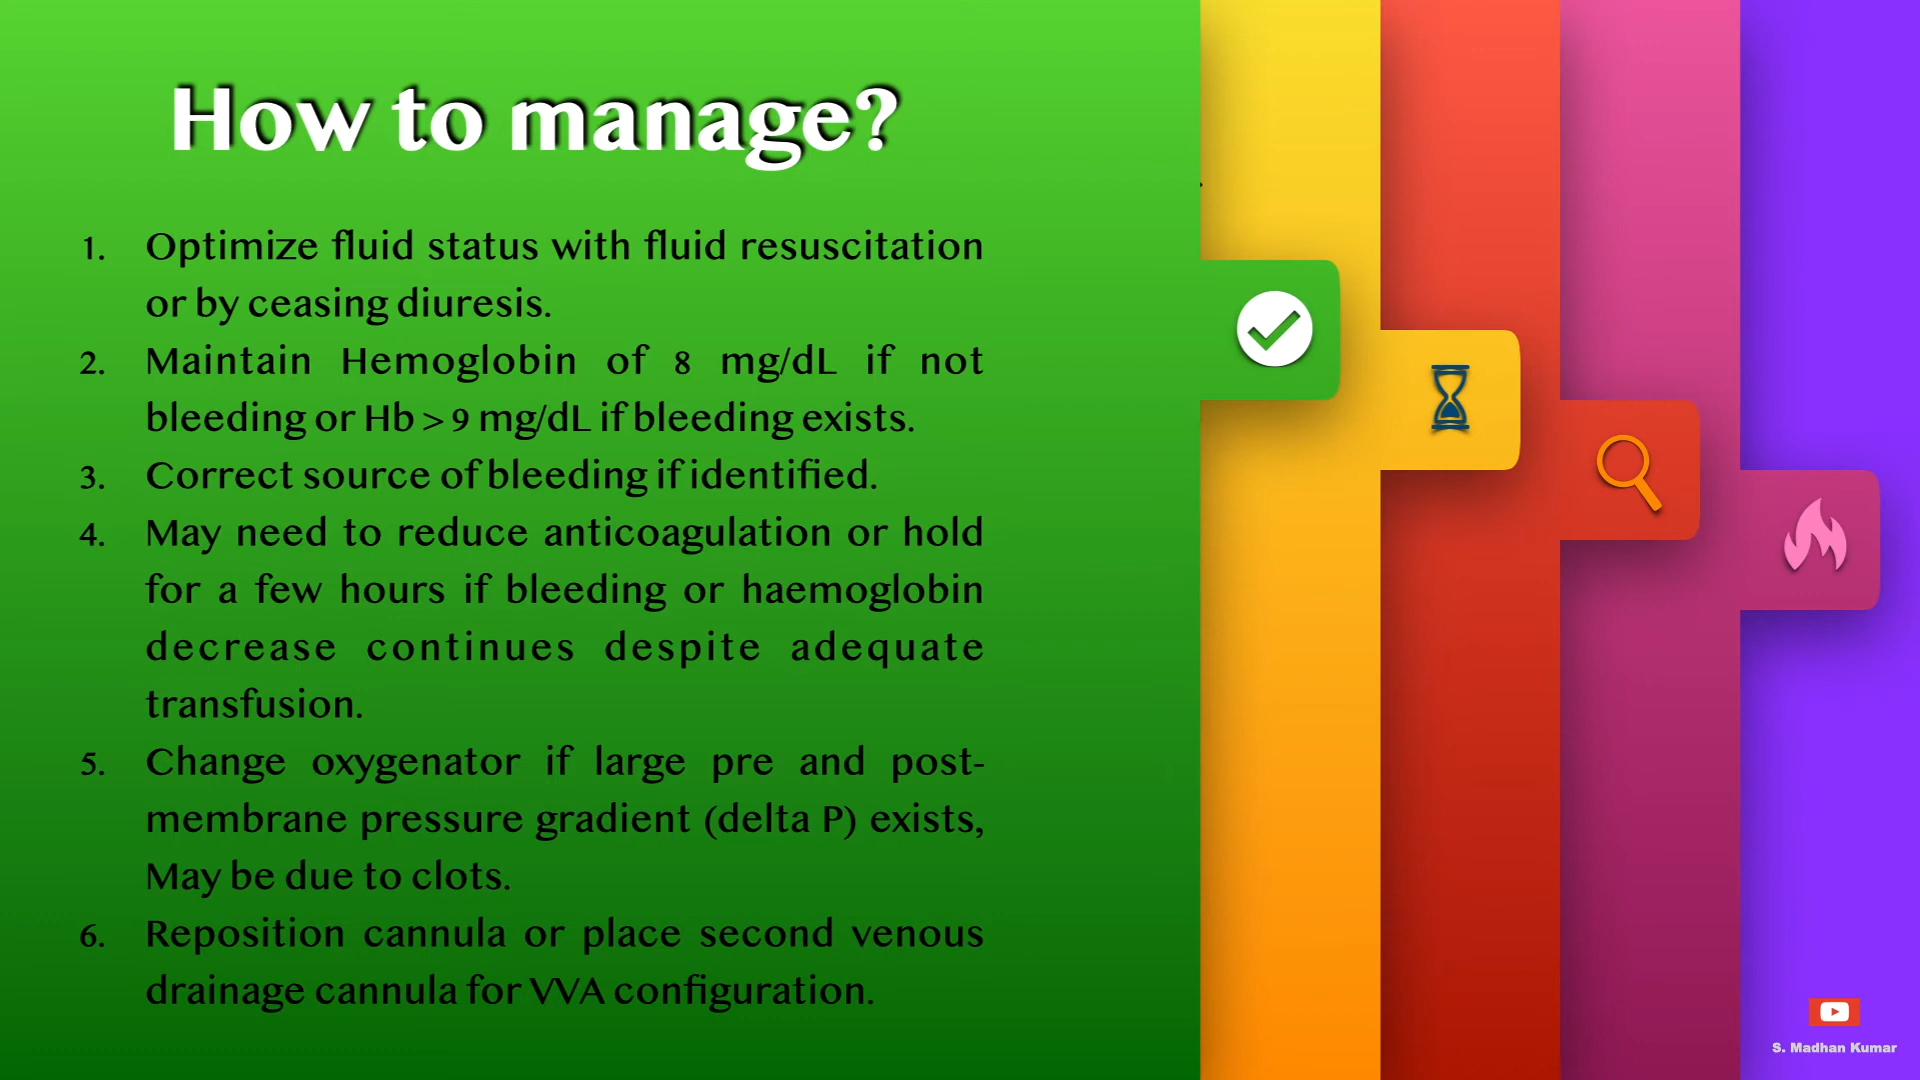 How to manage?
1. Optimize fluid status with fluid resuscitation
or by ceasing diuresis.
2. Maintain Hemoglobin of 8 mg/dL if not
bleeding or Hb > 9 mg/dL if bleeding exists.
3. Correct source of bleeding if identified.
4. May need to reduce anticoagulation or hold
for a few hours if bleeding or haemoglobin
decrease continues despite adequate
transfusion.
5. Change oxygenator if large pre and post-
membrane pressure gradient (delta P) exists,
May be due to clots.
6. Reposition cannula or place second venous
drainage cannula for VVA configuration.
S. Madhan Kumar